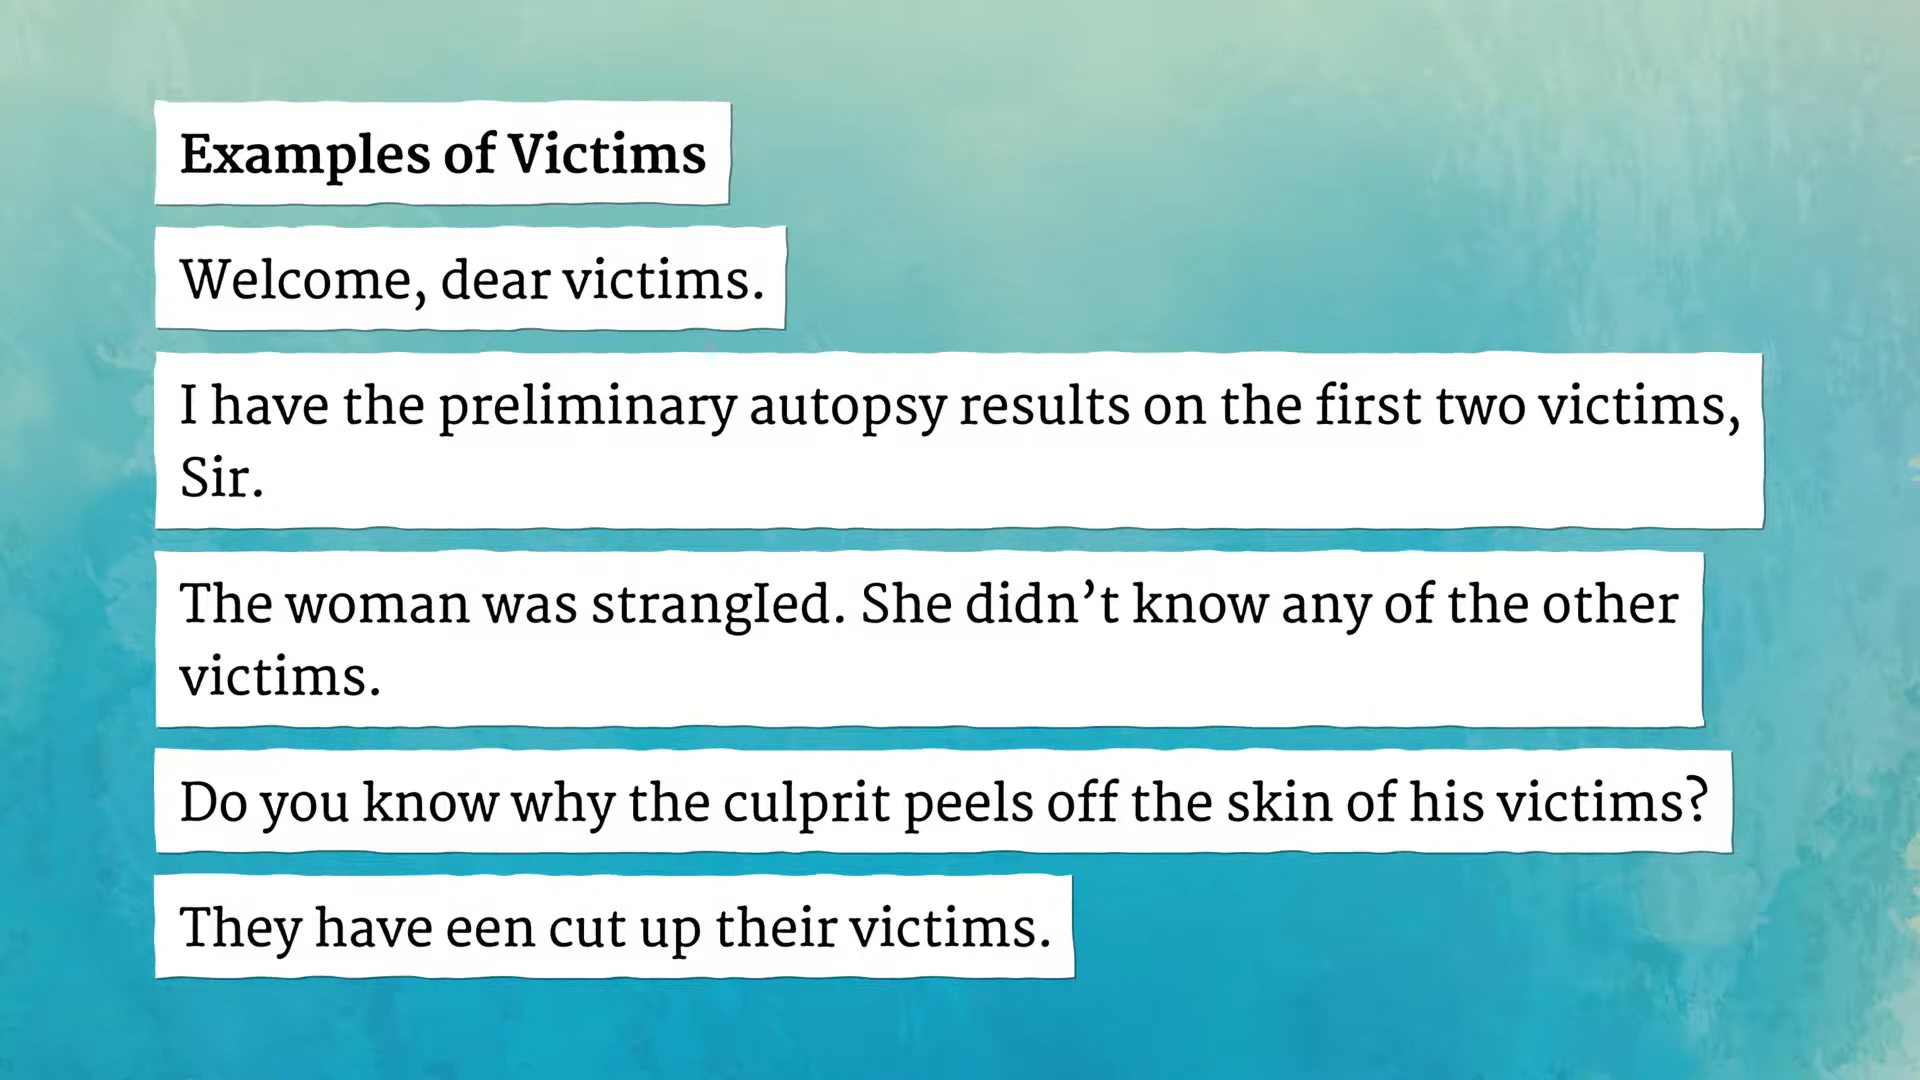 Examples of Victims
Welcome, dear victims.
I have the preliminary autopsy results on the first two victims,
Sir.
The woman was strangIed. She didn’t know any of the other
victims.
Do you know why the culprit peels off the skin of his victims?
They have een cut up their victims.